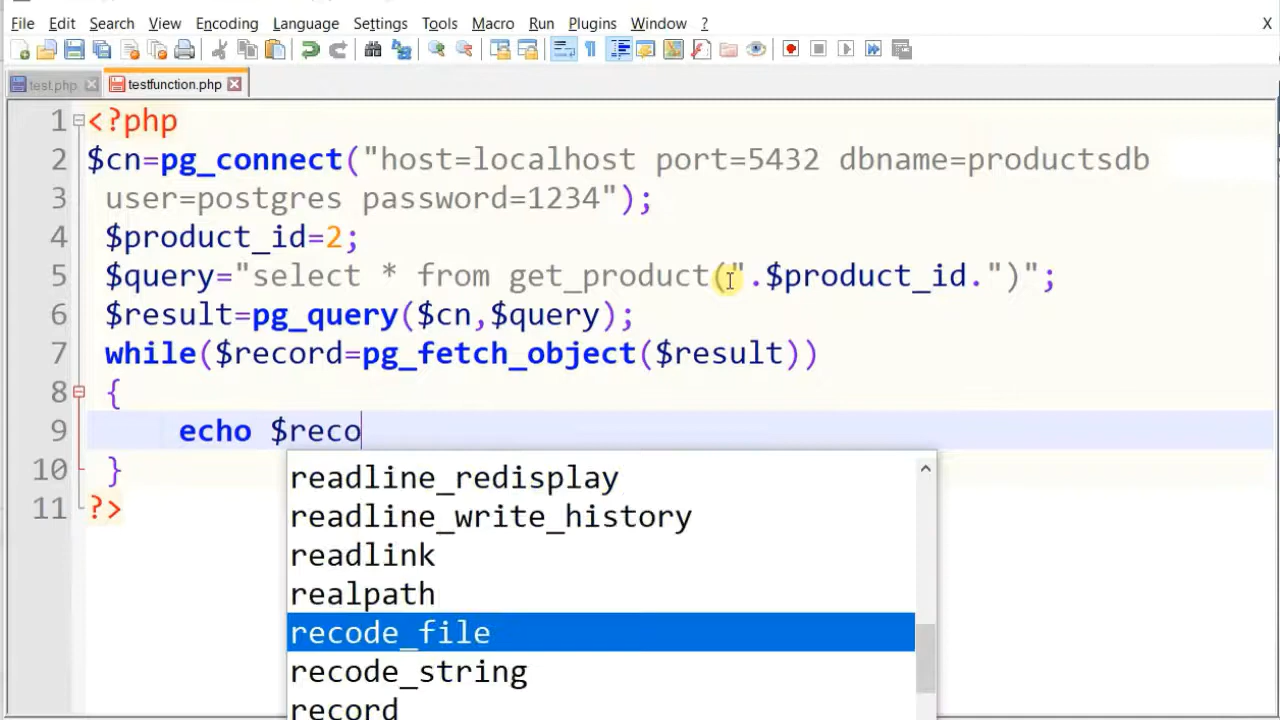 File Edit Search View Encoding Language Settings Tools Macro Run Plugins Window ? X
test.php testfunction.php
1 <?php
2 $cn=pg_connect("host=localhost port=5432 dbname=productsdb
3 user=postgres password=1234");
4 $product_id=2;
5 $query="select * from get_product(".$product_id.")";
6 $result=pg_query($cn,$query);
7 while($record=pg_fetch_object($result))
8 {
9 echo $reco
10 }
11 ?>
readline_redisplay
readline_write_history
readlink
realpath
recode_file
recode_string
record